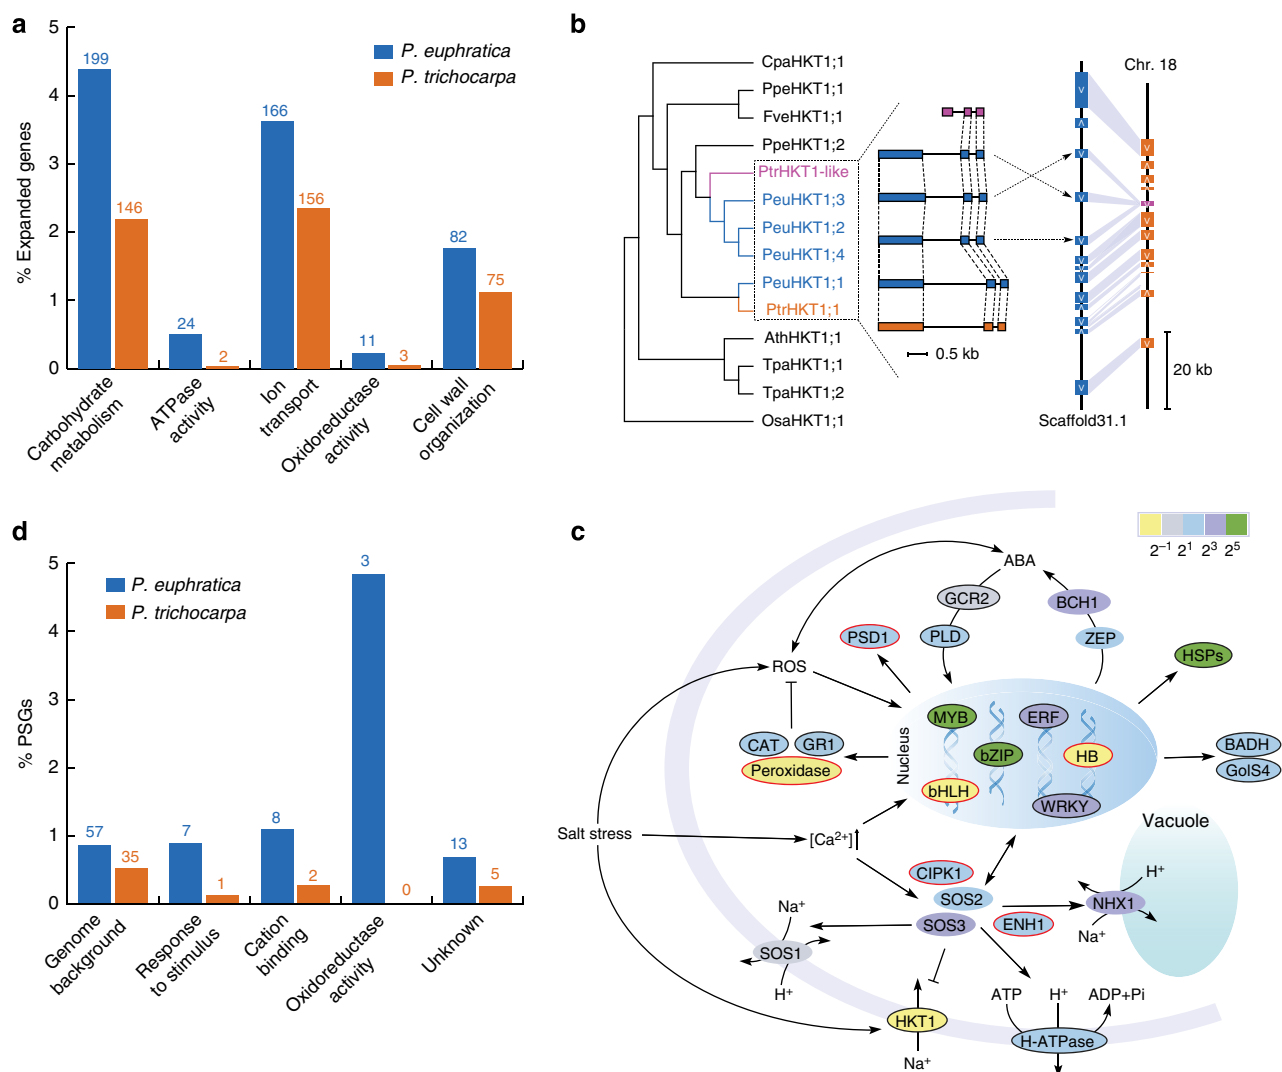 a
5
4
3
2
1
0
% Expanded genes
P. euphratica
P. trichocarpa
199
146
24
2
166
156
11
3
82
75
Carbohydrate
metabolism
ATPase
activity
Ion
transport
Oxidoreductase
activity
Cell wall
organization
b
CpaHKT1;1
PpeHKT1;1
FveHKT1;1
PpeHKT1;2
PtrHKT1-like
PeuHKT1;3
PeuHKT1;2
PeuHKT1;4
PeuHKT1;1
PtrHKT1;1
AthHKT1;1
TpaHKT1;1
TpaHKT1;2
OsaHKT1;1
0.5 kb
Chr. 18
20 kb
Scaffold31.1
d
5
4
3
2
1
0
% PSGs
P. euphratica
P. trichocarpa
57
35
7
1
8
2
3
0
13
5
Genome
background
Response
to stimulus
Cation
binding
Oxidoreductase
activity
Unknown
c
2⁻¹ 2¹ 2³ 2⁵
ABA
GCR2
BCH1
PSD1
PLD
ZEP
HSPs
ROS
MYB
ERF
CAT
GR1
bZIP
HB
BADH
Peroxidase
Nucleus
GolS4
bHLH
WRKY
Salt stress
[Ca²⁺]
Vacuole
CIPK1
H⁺
SOS2
NHX1
Na⁺
SOS3
ENH1
Na⁺
SOS1
H⁺
ATP
H⁺
ADP+Pi
HKT1
H-ATPase
Na⁺